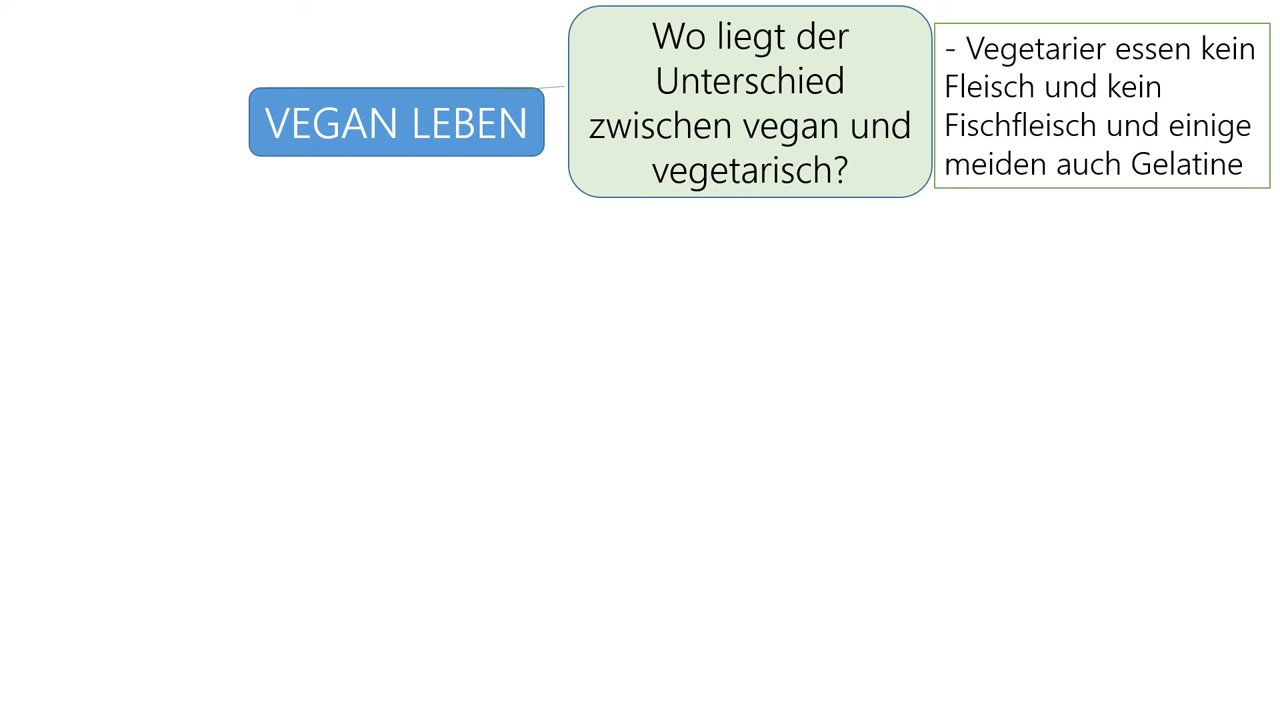 VEGAN LEBEN
Wo liegt der
Unterschied
zwischen vegan und
vegetarisch?
- Vegetarier essen kein
Fleisch und kein
Fischfleisch und einige
meiden auch Gelatine